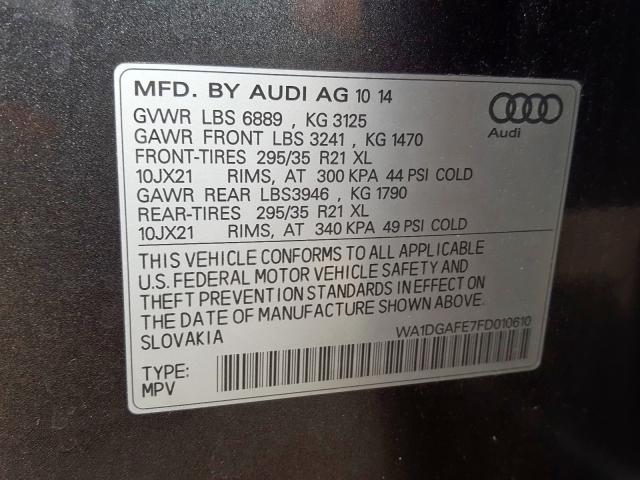 MFD. BY AUDI AG 10 14
GVWR LBS 6889 , KG 3125
GAWR FRONT LBS 3241 , KG 1470
FRONT-TIRES 295/35 R21 XL
10JX21 RIMS, AT 300 KPA 44 PSI COLD
GAWR REAR LBS3946 , KG 1790
REAR-TIRES 295/35 R21 XL
10JX21 RIMS, AT 340 KPA 49 PSI COLD
Audi
THIS VEHICLE CONFORMS TO ALL APPLICABLE
U.S. FEDERAL MOTOR VEHICLE SAFETY AND
THEFT PREVENTION STANDARDS IN EFFECT ON
THE DATE OF MANUFACTURE SHOWN ABOVE.
SLOVAKIA
WA1DGAFE7FD010610
TYPE:
MPV